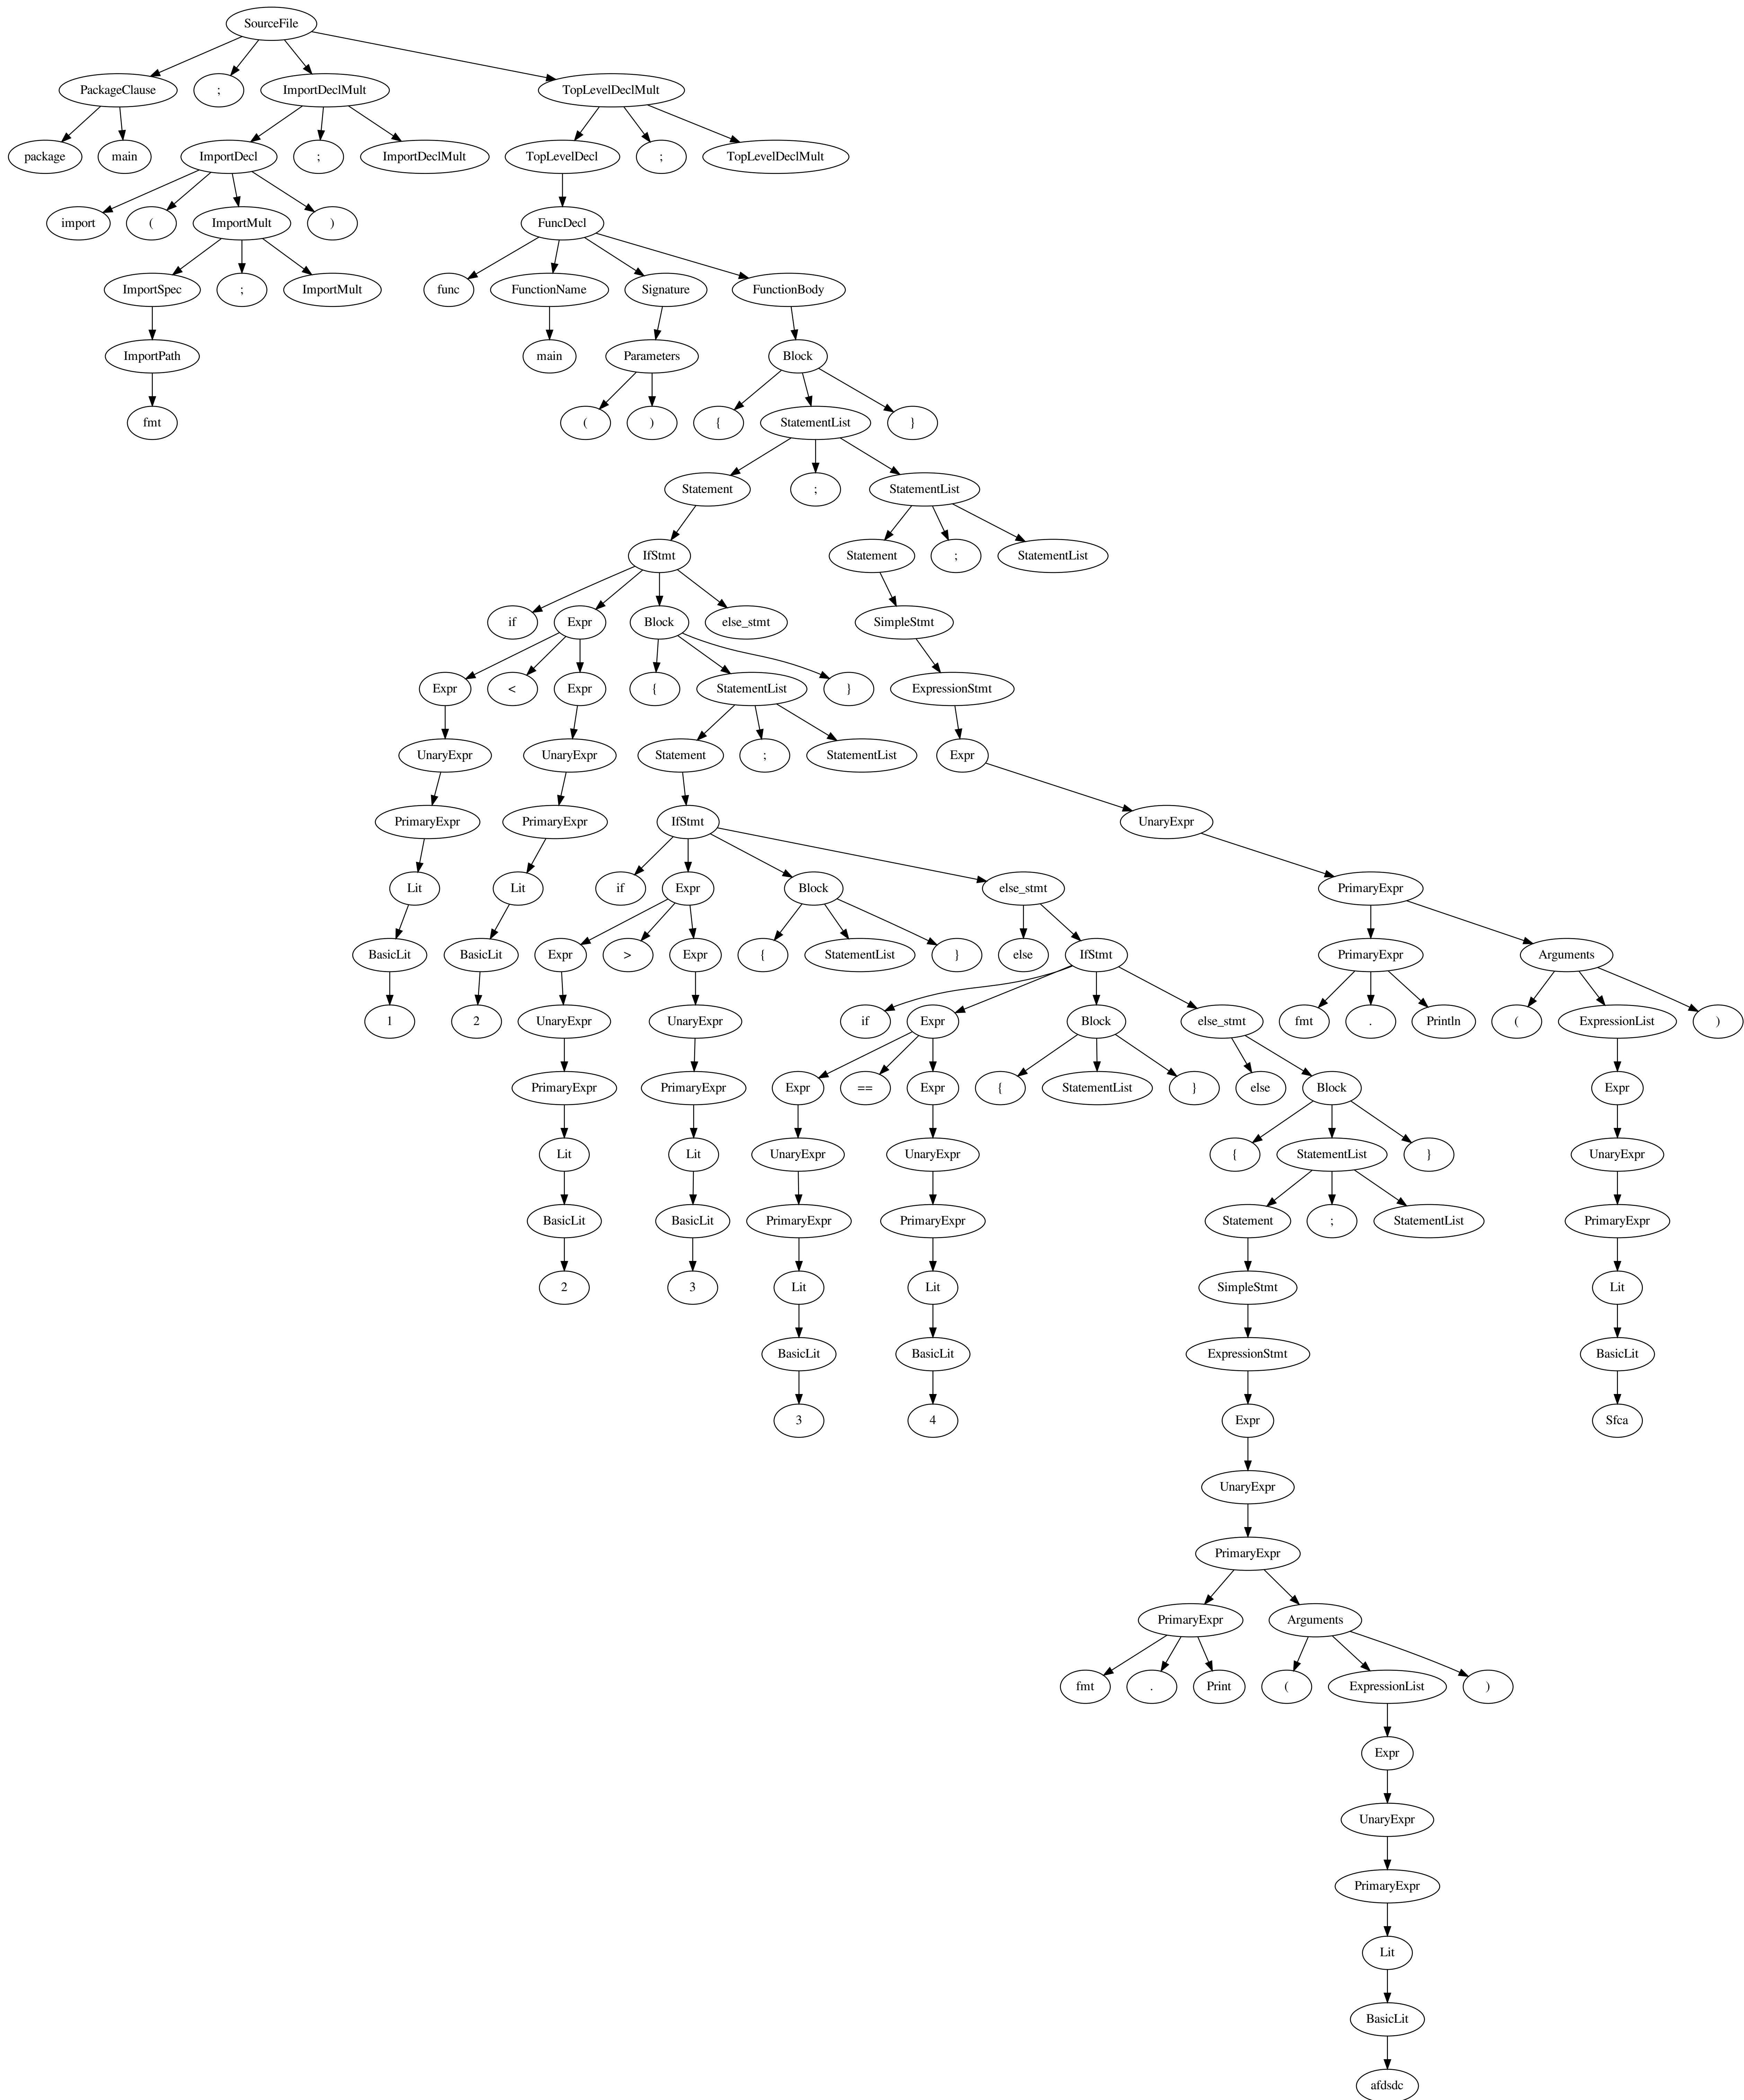 SourceFile
PackageClause ; ImportDeclMult TopLevelDeclMult
package main ImportDecl ; ImportDeclMult TopLevelDecl ; TopLevelDeclMult
import ( ImportMult ) FuncDecl
ImportSpec ; ImportMult func FunctionName Signature FunctionBody
ImportPath main Parameters Block
fmt ( ) { StatementList }
Statement ; StatementList
IfStmt Statement ; StatementList
if Expr Block else_stmt SimpleStmt
Expr < Expr { StatementList } ExpressionStmt
UnaryExpr UnaryExpr Statement ; StatementList Expr
PrimaryExpr PrimaryExpr IfStmt UnaryExpr
Lit Lit if Expr Block else_stmt PrimaryExpr
BasicLit BasicLit Expr > Expr { StatementList } else IfStmt PrimaryExpr Arguments
1 2 UnaryExpr UnaryExpr if Expr Block else_stmt fmt . Println ( ExpressionList )
PrimaryExpr PrimaryExpr Expr == Expr { StatementList } else Block Expr
Lit Lit UnaryExpr UnaryExpr { StatementList } UnaryExpr
BasicLit BasicLit PrimaryExpr PrimaryExpr Statement ; StatementList PrimaryExpr
2 3 Lit Lit SimpleStmt Lit
BasicLit BasicLit ExpressionStmt BasicLit
3 4 Expr Sfca
UnaryExpr
PrimaryExpr
PrimaryExpr Arguments
fmt . Print ( ExpressionList )
Expr
UnaryExpr
PrimaryExpr
Lit
BasicLit
afdsdc